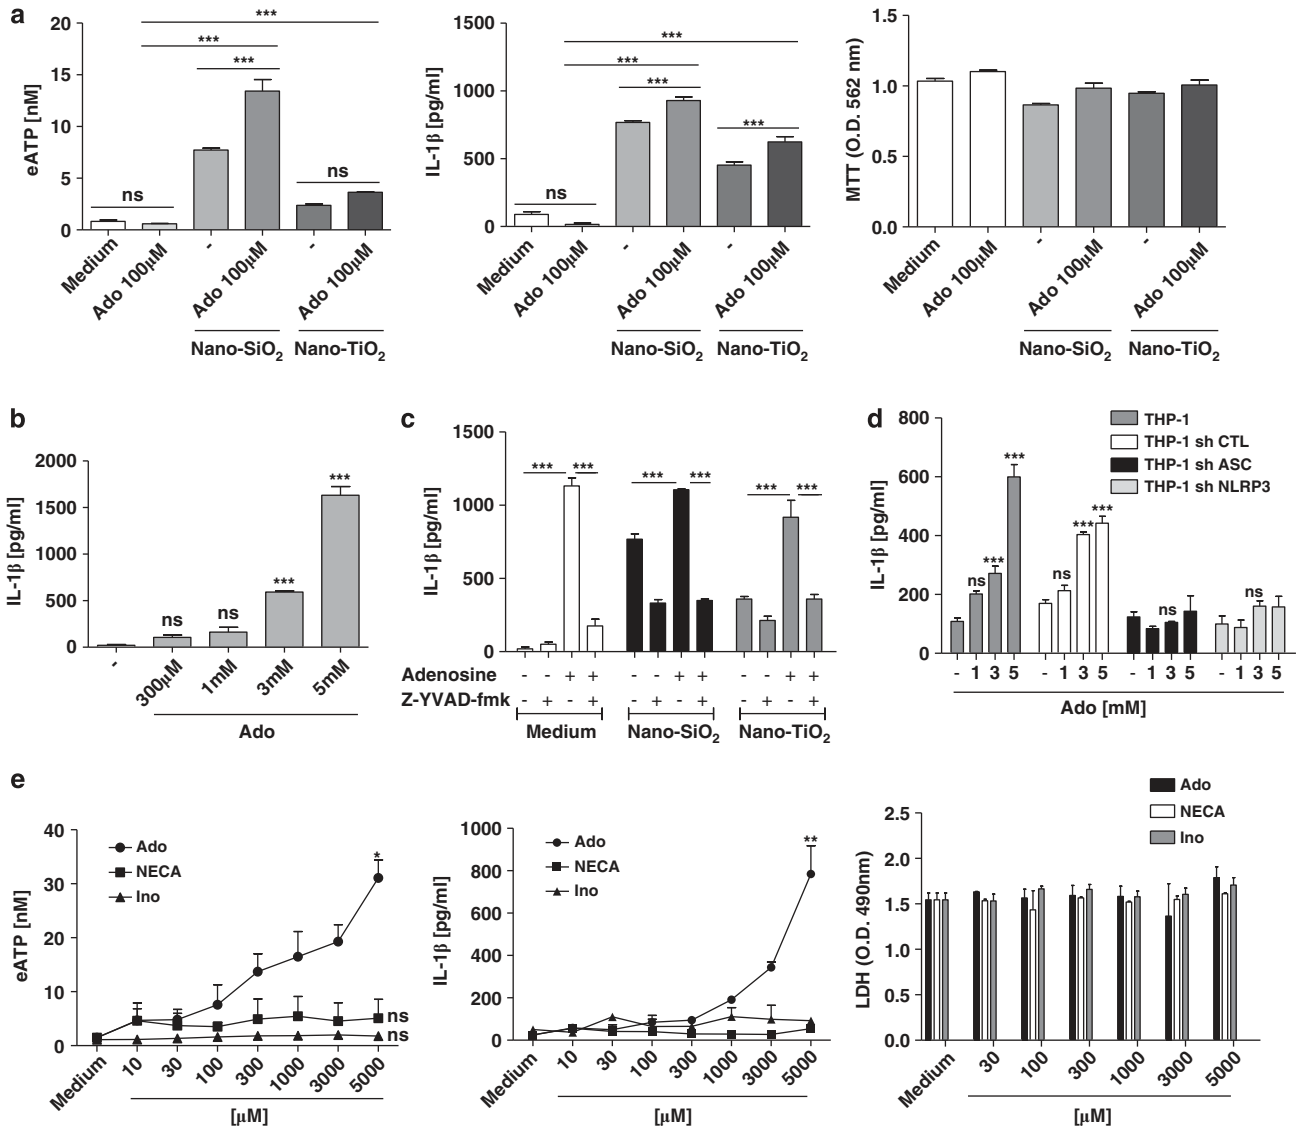 a
eATP [nM]
20
15
10
5
0
***
***
***
ns
ns
Medium
Ado 100μM
-
Ado 100μM
-
Ado 100μM
Nano-SiO2 Nano-TiO2
IL-1β [pg/ml]
1500
1000
500
0
***
***
***
***
ns
Medium
Ado 100μM
-
Ado 100μM
-
Ado 100μM
Nano-SiO2 Nano-TiO2
MTT (O.D. 562 nm)
1.5
1.0
0.5
0.0
Medium
Ado 100μM
-
Ado 100μM
-
Ado 100μM
Nano-SiO2 Nano-TiO2
b
IL-1β [pg/ml]
2000
1500
1000
500
0
ns
ns
***
***
-
300μM
1mM
3mM
5mM
Ado
c
IL-1β [pg/ml]
1500
1000
500
0
*** ***
*** ***
*** ***
Adenosine - - + + - - + + - - + +
Z-YVAD-fmk - + - + - + - + - + - +
Medium Nano-SiO2 Nano-TiO2
d
IL-1β [pg/ml]
800
600
400
200
0
THP-1
THP-1 sh CTL
THP-1 sh ASC
THP-1 sh NLRP3
ns
***
***
ns
***
***
ns
ns
- 1 3 5 - 1 3 5 - 1 3 5 - 1 3 5
Ado [mM]
e
eATP [nM]
40
30
20
10
0
Ado
NECA
Ino
*
ns
ns
Medium
10
30
100
300
1000
3000
5000
[μM]
IL-1β [pg/ml]
1000
800
600
400
200
0
Ado
NECA
Ino
**
Medium
10
30
100
300
1000
3000
5000
[μM]
LDH (O.D. 490nm)
2.5
2.0
1.5
1.0
0.5
0.0
Ado
NECA
Ino
Medium
30
100
300
1000
3000
5000
[μM]